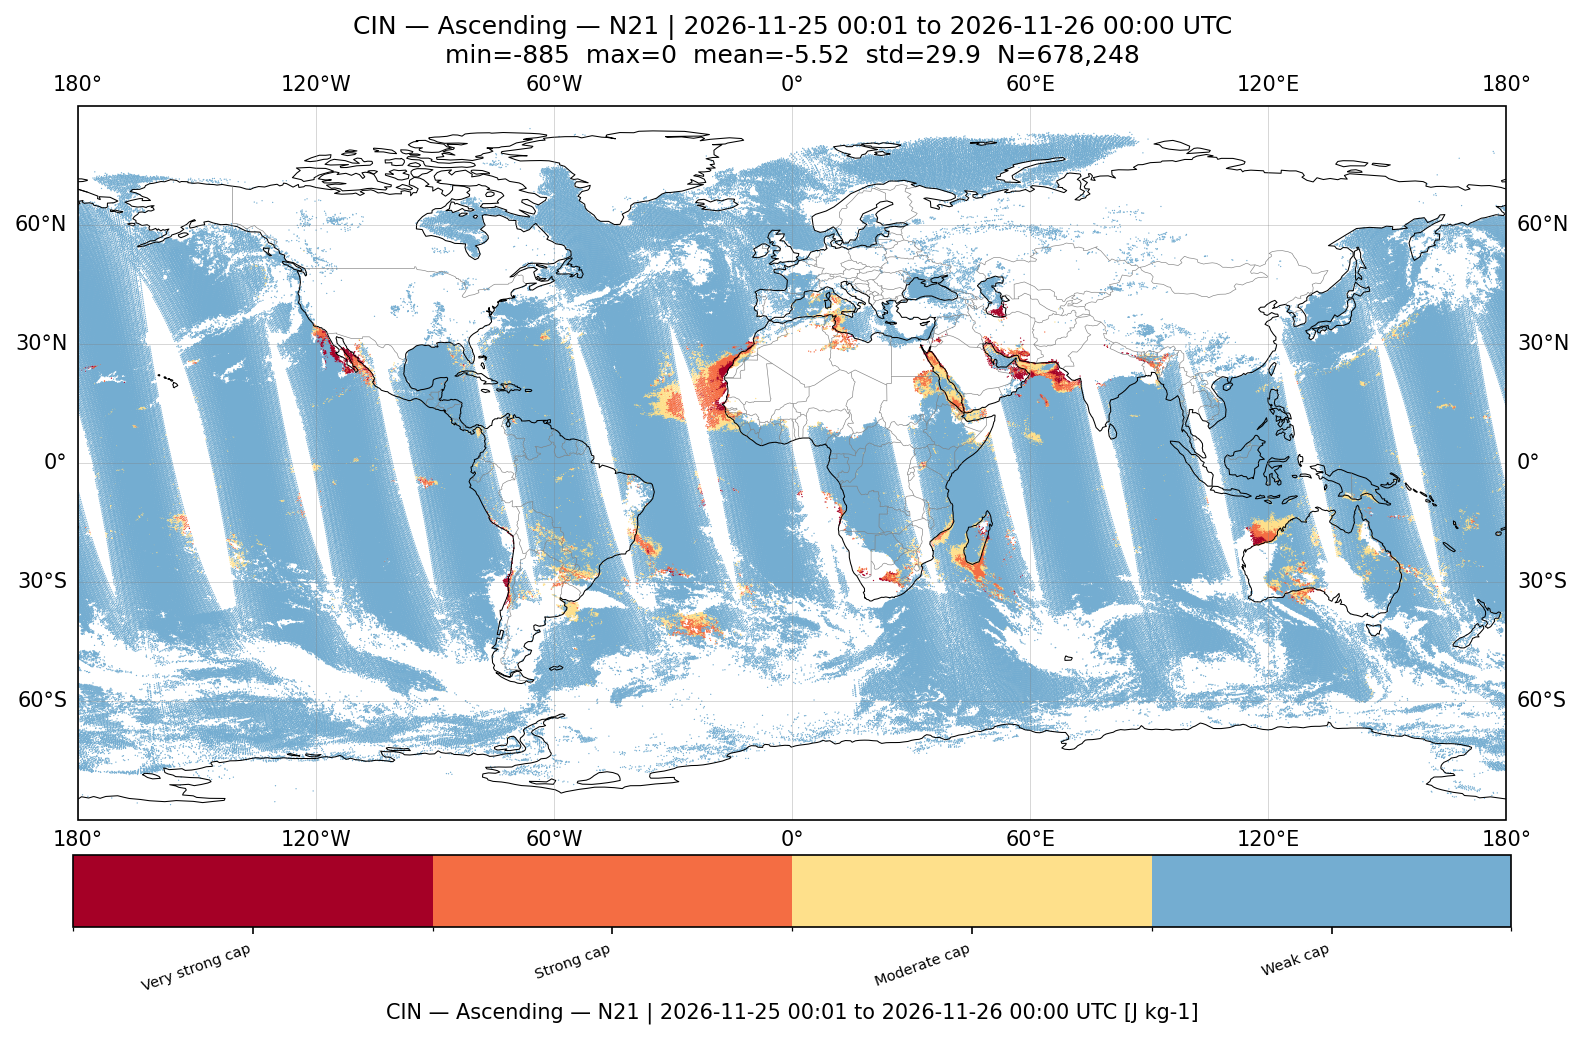 CIN — Ascending — N21 | 2026-11-25 00:01 to 2026-11-26 00:00 UTC
min=-885 max=0 mean=-5.52 std=29.9 N=678,248
180° 120°W 60°W 0° 60°E 120°E 180°
60°N 60°N
30°N 30°N
0° 0°
30°S 30°S
60°S 60°S
180° 120°W 60°W 0° 60°E 120°E 180°
Very strong cap Strong cap Moderate cap Weak cap
CIN — Ascending — N21 | 2026-11-25 00:01 to 2026-11-26 00:00 UTC [J kg-1]